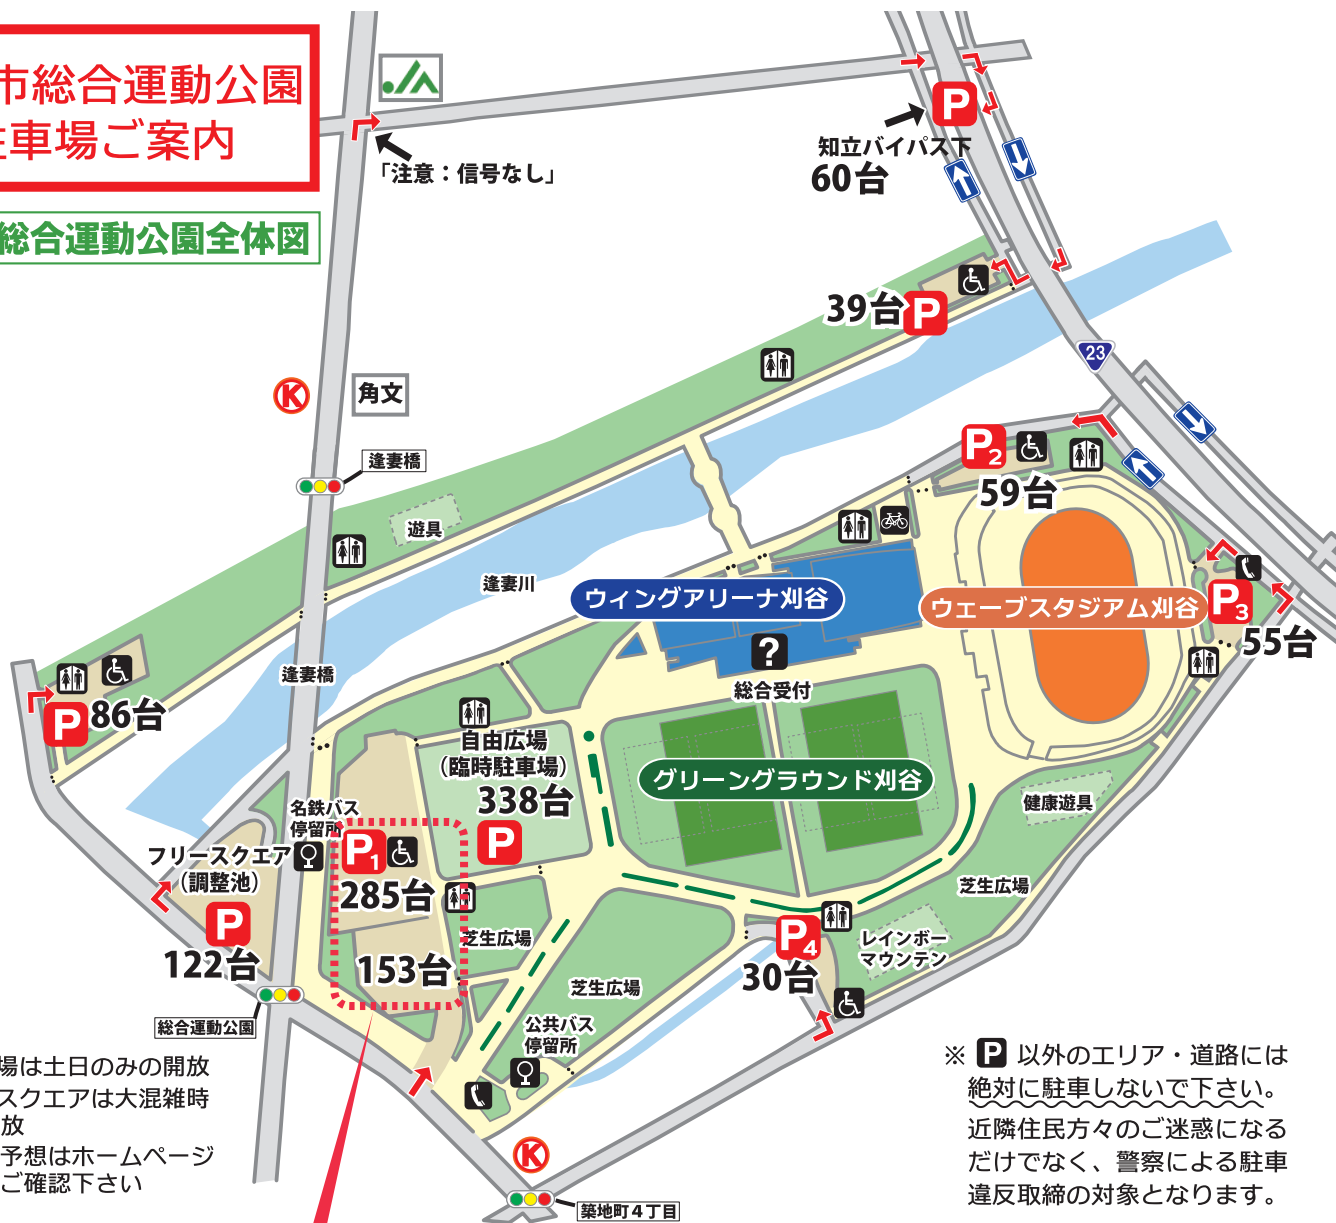 市総合運動公園
車場ご案内
総合運動公園全体図
「注意：信号なし」
P
知立バイパス下
60台
39台
P
23
K
角文
逢妻橋
遊具
P2
59台
逢妻川
ウィングアリーナ刈谷
ウェーブスタジアム刈谷
P3
55台
?
総合受付
逢妻橋
86台
P
自由広場
(臨時駐車場)
338台
P
グリーングラウンド刈谷
健康遊具
名鉄バス
停留所
フリースクエア
(調整池)
P
122台
P1
285台
153台
芝生広場
芝生広場
芝生広場
P4
30台
レインボー
マウンテン
総合運動公園
公共バス
停留所
場は土日のみの開放
スクエアは大混雑時
放
予想はホームページ
ご確認下さい
※ P 以外のエリア・道路には
絶対に駐車しないで下さい。
近隣住民方々のご迷惑になる
だけでなく、警察による駐車
違反取締の対象となります。
K
築地町4丁目